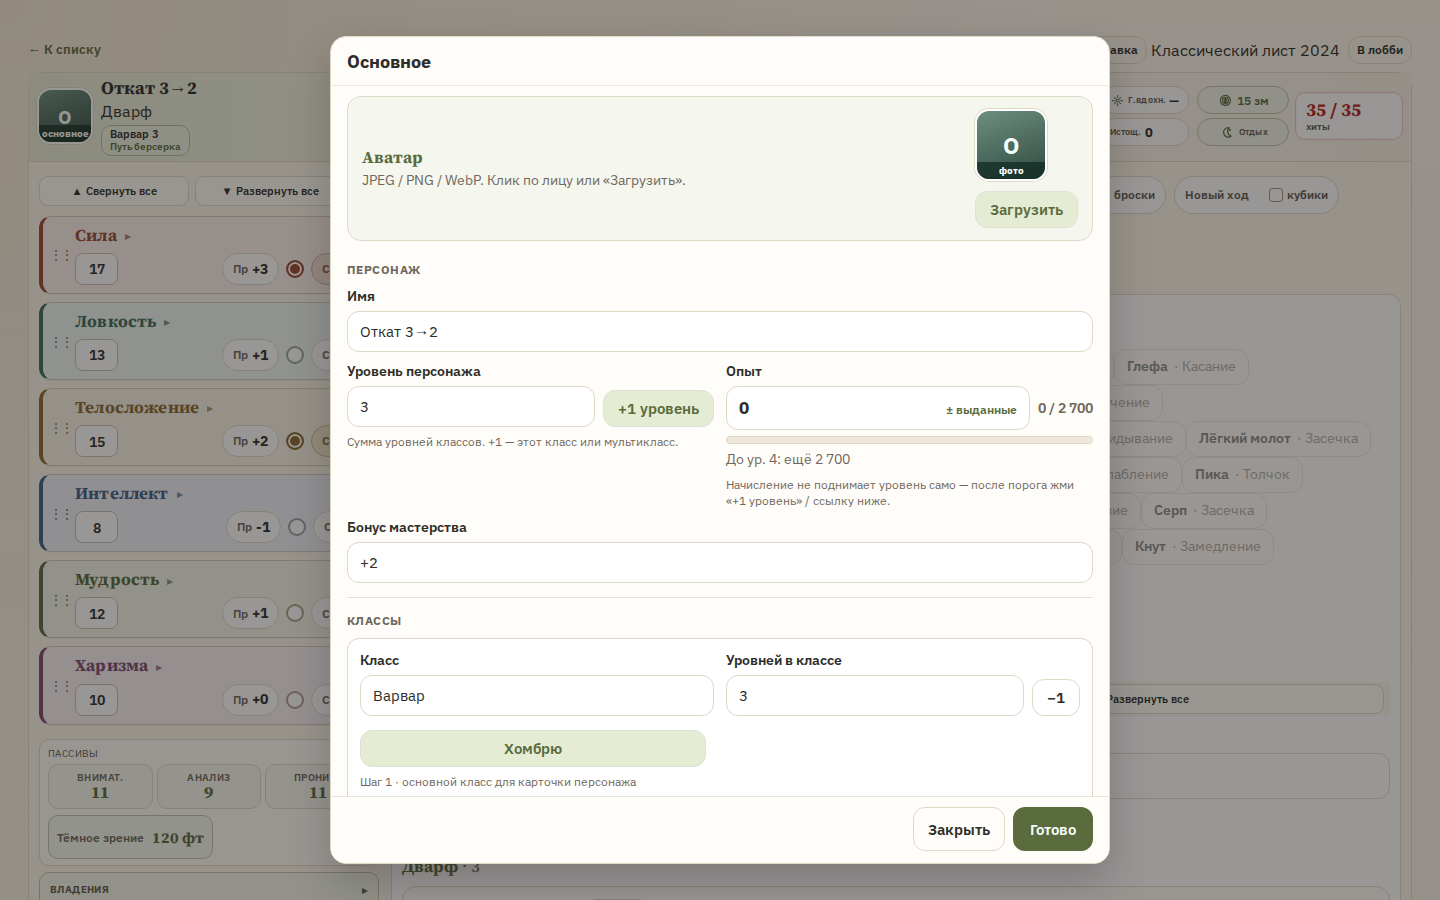 ← К списку
Откат 3→2
Дварф
О
основное
Варвар 3
Путь берсерка
▲ Свернуть все
▼ Развернуть все
Сила ▸
17
Пр +3
Ловкость ▸
13
Пр +1
Телосложение ▸
15
Пр +2
Интеллект ▸
8
Пр -1
Мудрость ▸
12
Пр +1
Харизма ▸
10
Пр +0
ПАССИВЫ
ВНИМАТ.
11
АНАЛИЗ
9
11
Тёмное зрение 120 фт
ВЛАДЕНИЯ ▸
Основное
Аватар
JPEG / PNG / WebP. Клик по лицу или «Загрузить».
О
фото
Загрузить
ПЕРСОНАЖ
Имя
Откат 3→2
Уровень персонажа
3
+1 уровень
Сумма уровней классов. +1 — этот класс или мультикласс.
Опыт
0
± выданные
0 / 2 700
До ур. 4: ещё 2 700
Начисление не поднимает уровень само — после порога жми
«+1 уровень» / ссылку ниже.
Бонус мастерства
+2
КЛАССЫ
Класс
Варвар
Уровней в классе
3
−1
Хомбрю
Шаг 1 · основной класс для карточки персонажа
Закрыть
Готово
Классический лист 2024
В лобби
Г.вдохн. —
15 зм
35 / 35
хиты
Истощ. 0
Отдых
броски
Новый ход
кубики
Глефа · Касание
Лёгкий молот · Засечка
Пика · Толчок
Серп · Засечка
Кнут · Замедление
Развернуть все
Дварф · 3